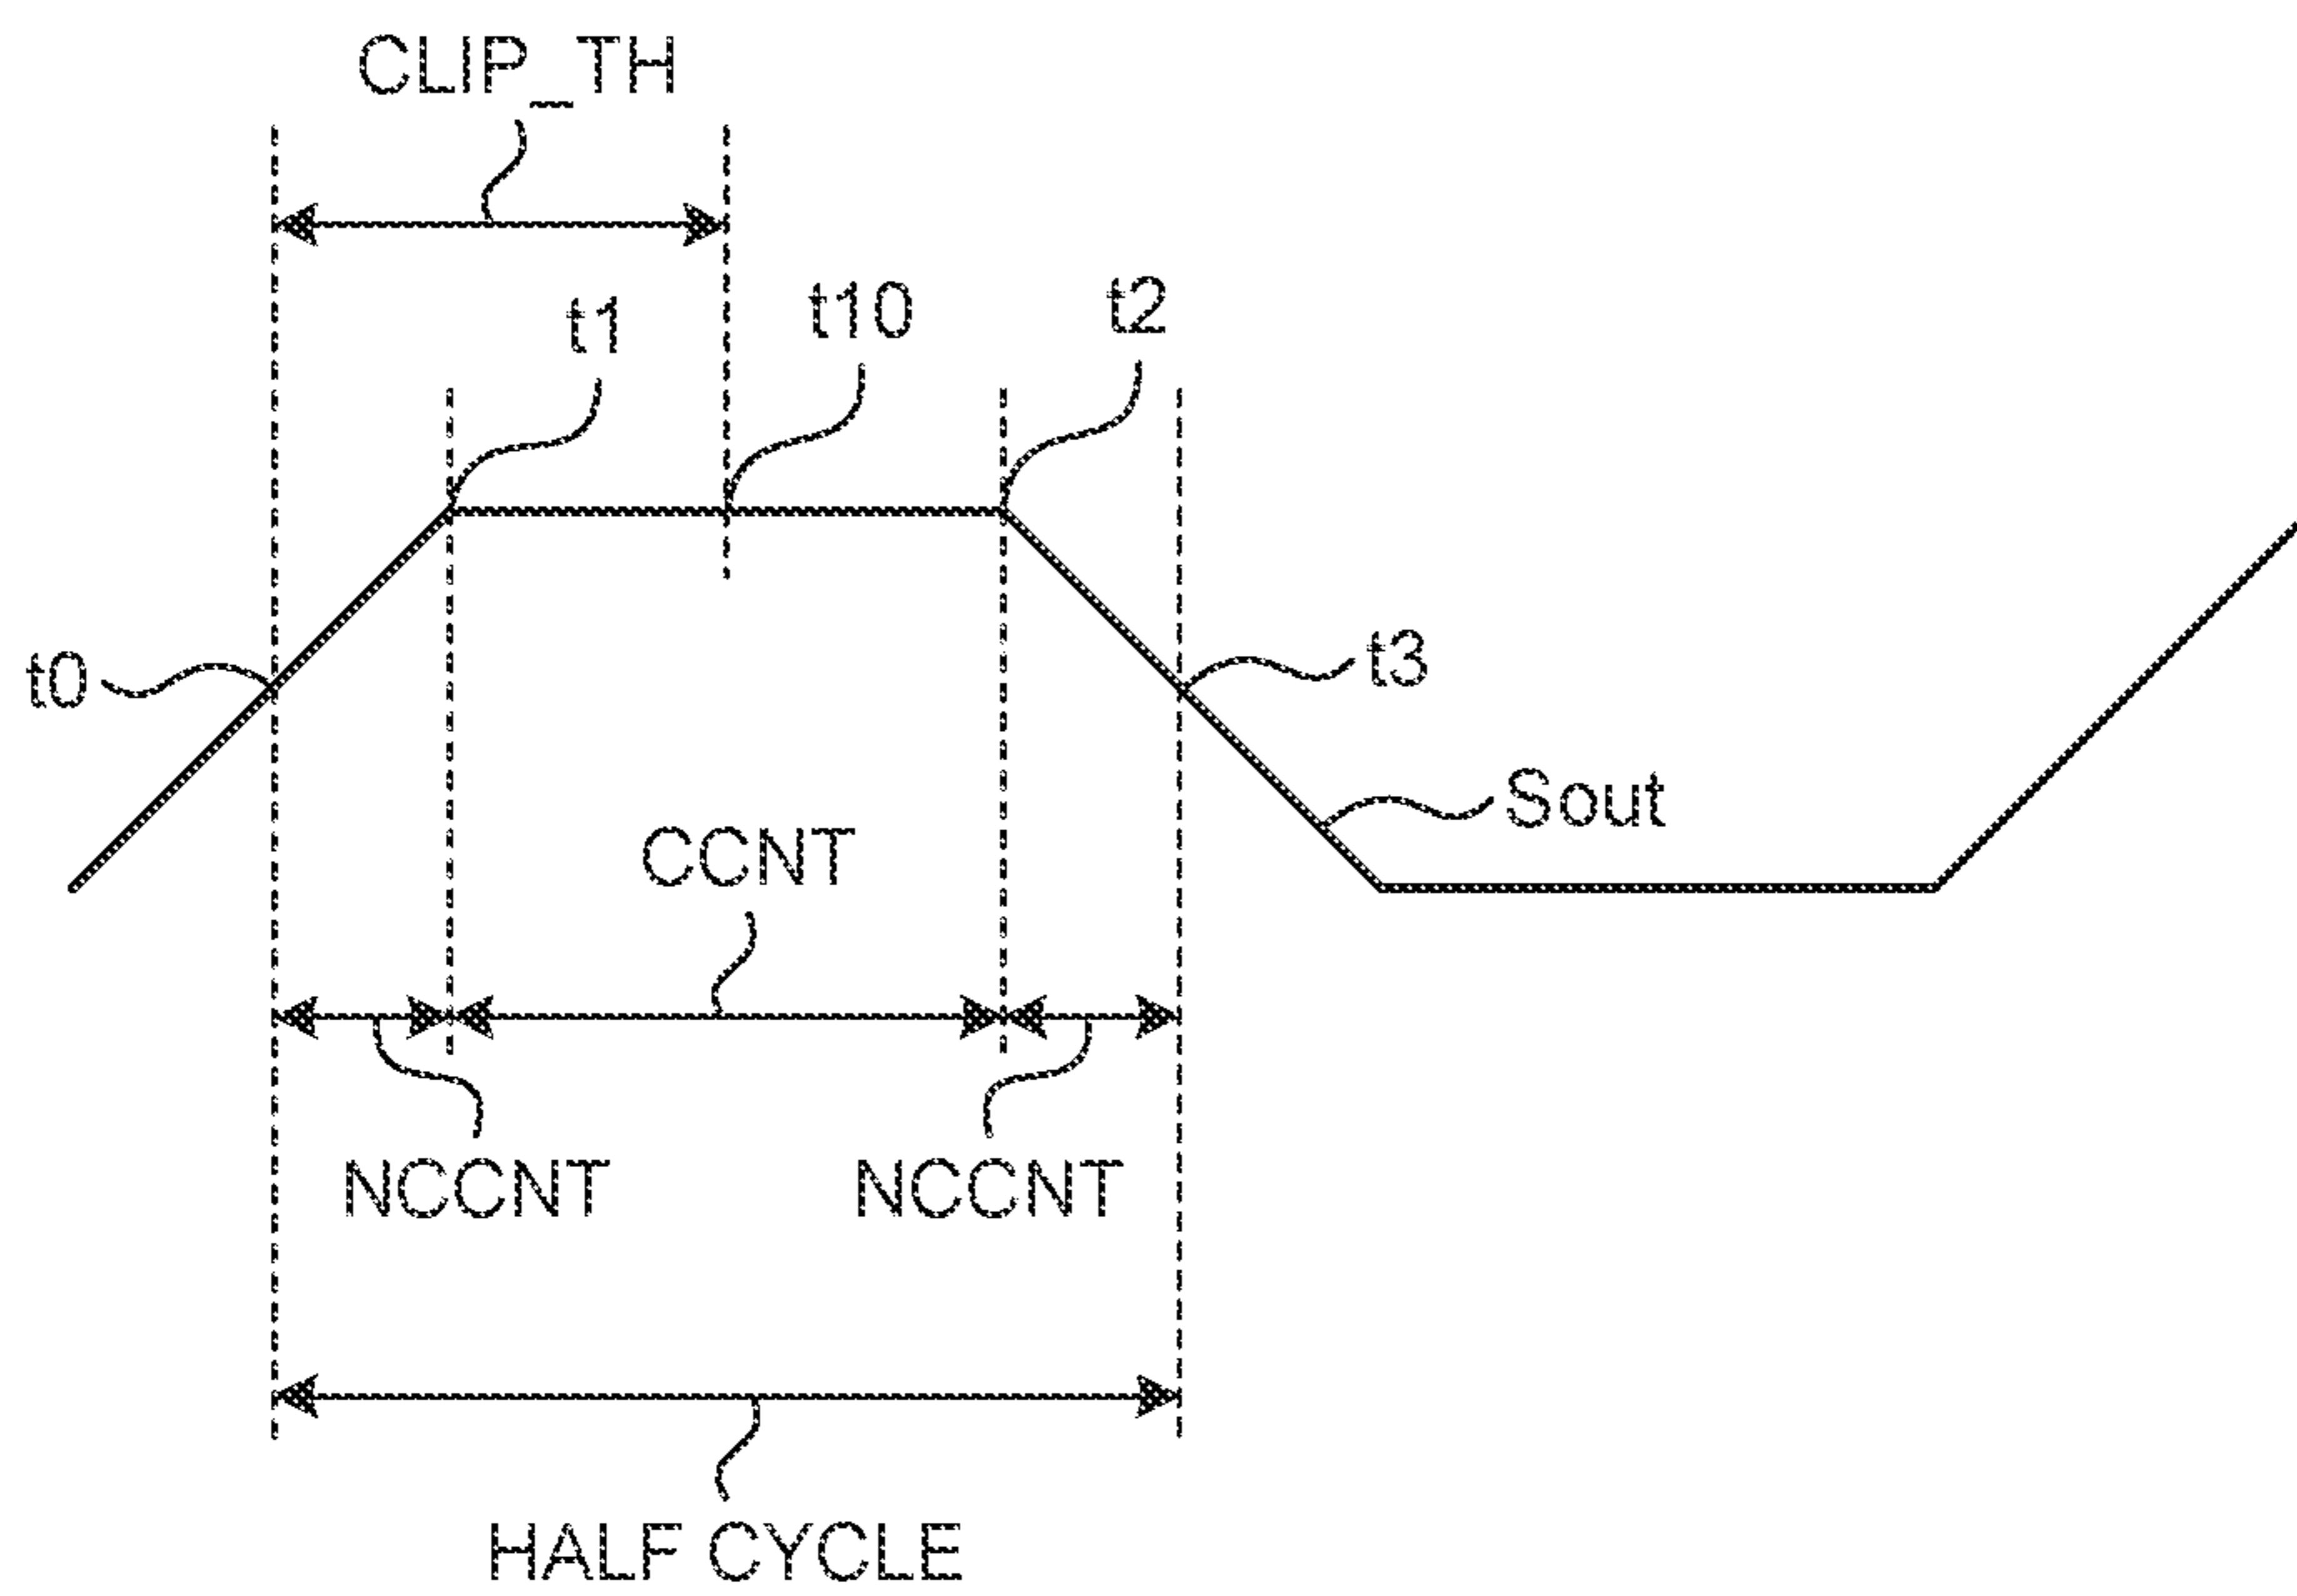 CLIP_TH
t1
t10
t2
t0
t3
Sout
CCNT
NCCNT
NCCNT
HALF CYCLE